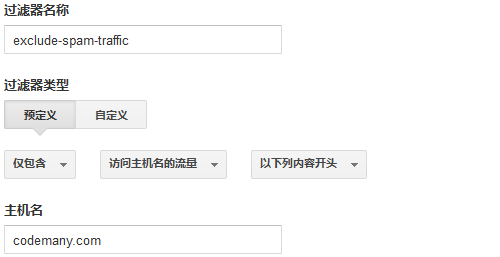 过滤器名称
exclude-spam-traffic
过滤器类型
预定义 自定义
仅包含 访问主机名的流量 以下列内容开头
主机名
codemany.com